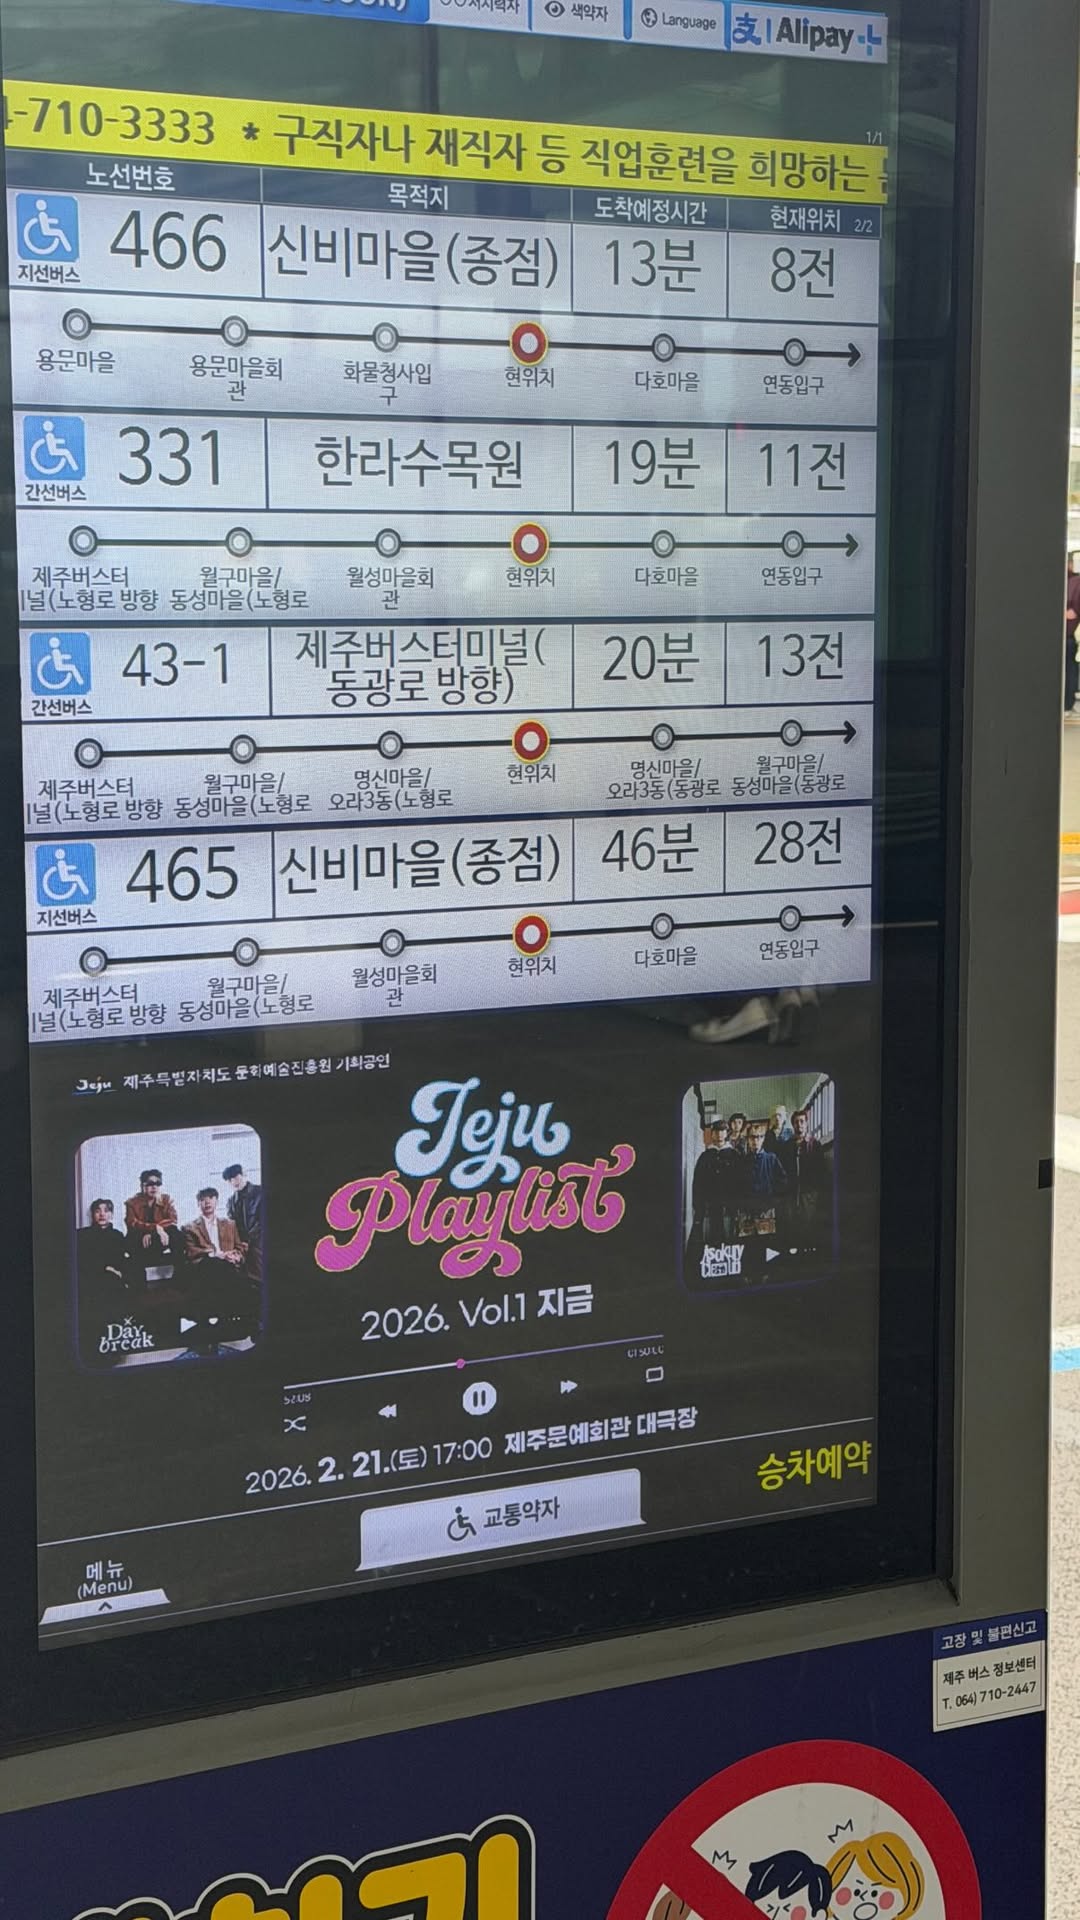 저시력자
색약자
Language
Alipay+
-710-3333 * 구직자나 재직자 등 직업훈련을 희망하는
1/1
노선번호 목적지 도착예정시간 현재위치 2/2
지선버스 466 신비마을(종점) 13분 8전
용문마을 용문마을회관 화물청사입구 현위치 다호마을 연동입구
간선버스 331 한라수목원 19분 11전
제주버스터 월구마을/ 월성마을회 현위치 다호마을 연동입구
널(노형로 방향 동성마을(노형로 관
간선버스 43-1 제주버스터미널( 20분 13전
동광로 방향)
제주버스터 월구마을/ 명신마을/ 현위치 명신마을/ 월구마을/
널(노형로 방향 동성마을(노형로 오라3동(노형로 오라3동(동광로 동성마을(동광로
지선버스 465 신비마을(종점) 46분 28전
제주버스터 월구마을/ 월성마을회 현위치 다호마을 연동입구
널(노형로 방향 동성마을(노형로 관
Jeju 제주특별자치도 문화예술진흥원 기획공연
Jeju
Playlist
Day
break
2026. Vol.1 지금
52:08
2026. 2. 21.(토) 17:00 제주문예회관 대극장
승차예약
교통약자
메뉴
(Menu)
고장 및 불편신고
제주 버스 정보센터
T. 064) 710-2447